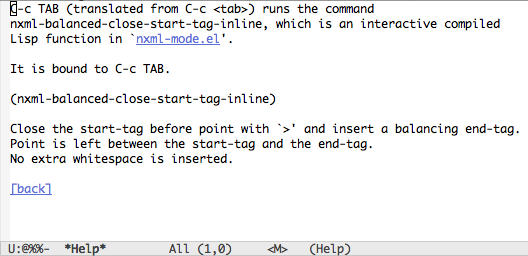 C-c TAB (translated from C-c <tab>) runs the command
nxml-balanced-close-start-tag-inline, which is an interactive compiled
Lisp function in `nxml-mode.el'.
It is bound to C-c TAB.
(nxml-balanced-close-start-tag-inline)
Close the start-tag before point with `>' and insert a balancing end-tag.
Point is left between the start-tag and the end-tag.
No extra whitespace is inserted.
[back]
U:@%%-  *Help*        All (1,0)     <M>   (Help)